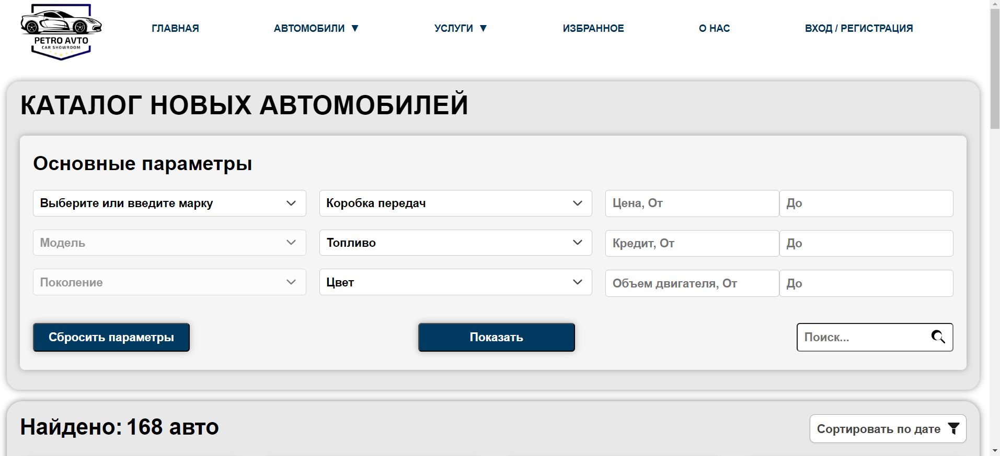 PETRO AVTO
CAR SHOWROOM
ГЛАВНАЯ
АВТОМОБИЛИ ▼
УСЛУГИ ▼
ИЗБРАННОЕ
О НАС
ВХОД / РЕГИСТРАЦИЯ
КАТАЛОГ НОВЫХ АВТОМОБИЛЕЙ
Основные параметры
Выберите или введите марку
Коробка передач
Цена, От
До
Модель
Топливо
Кредит, От
До
Поколение
Цвет
Объем двигателя, От
До
Сбросить параметры
Показать
Поиск...
Найдено: 168 авто
Сортировать по дате